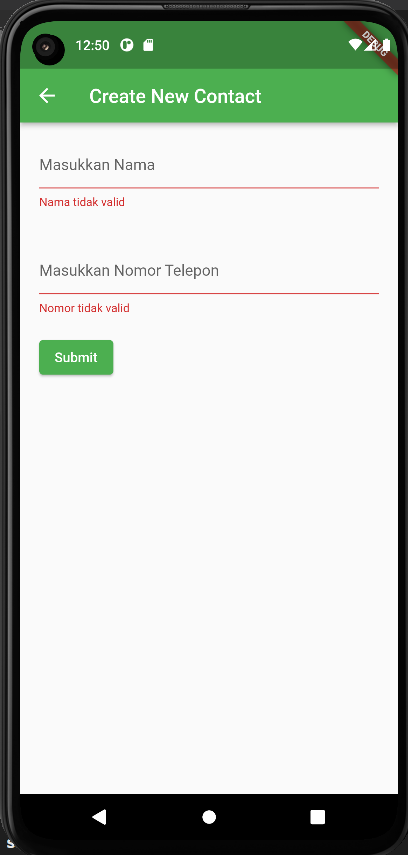 12:50
DEBUG
Create New Contact
Masukkan Nama
Nama tidak valid
Masukkan Nomor Telepon
Nomor tidak valid
Submit